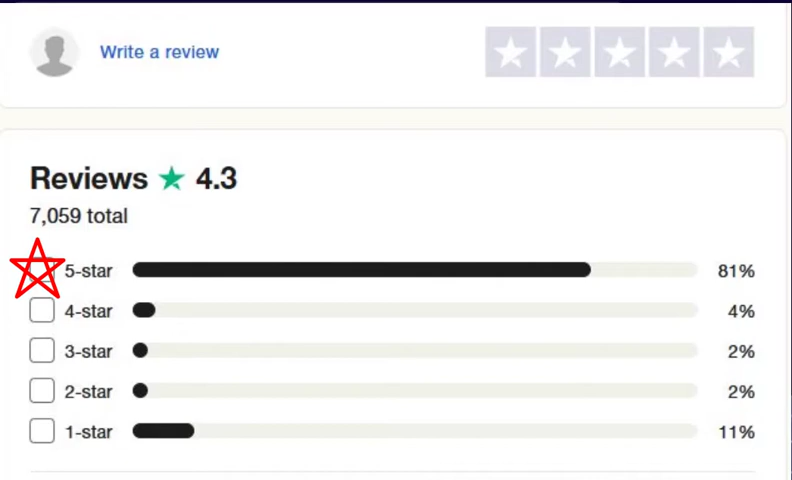 Write a review
Reviews 4.3
7,059 total
5-star 81%
4-star 4%
3-star 2%
2-star 2%
1-star 11%